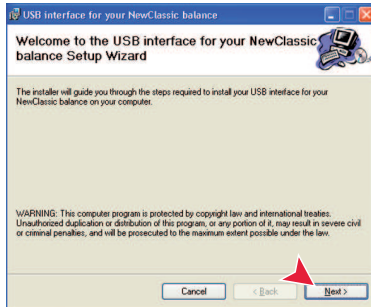 USB interface for your NewClassic balance
Welcome to the USB interface for your NewClassic
balance Setup Wizard
The installer will guide you through the steps required to install your USB interface for your
NewClassic balance on your computer.
WARNING: This computer program is protected by copyright law and international treaties.
Unauthorized duplication or distribution of this program, or any portion of it, may result in severe civil
or criminal penalties, and will be prosecuted to the maximum extent possible under the law.
Cancel < Back Next >